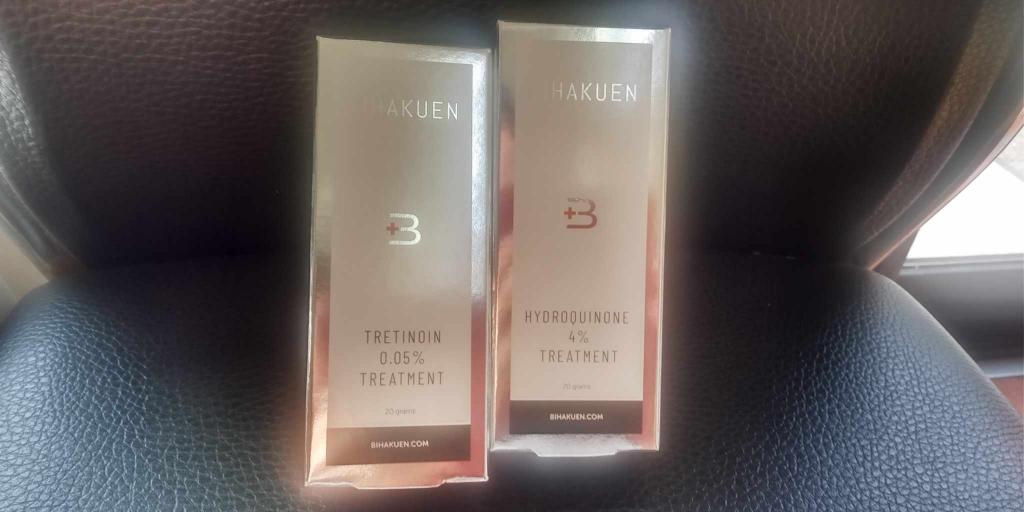 HAKUEN
+B
TRETINOIN
0.05%
TREATMENT
20 grams
BIHAKUEN.COM
HAKUEN
+B
HYDROQUINONE
4%
TREATMENT
20 grams
BIHAKUEN.COM